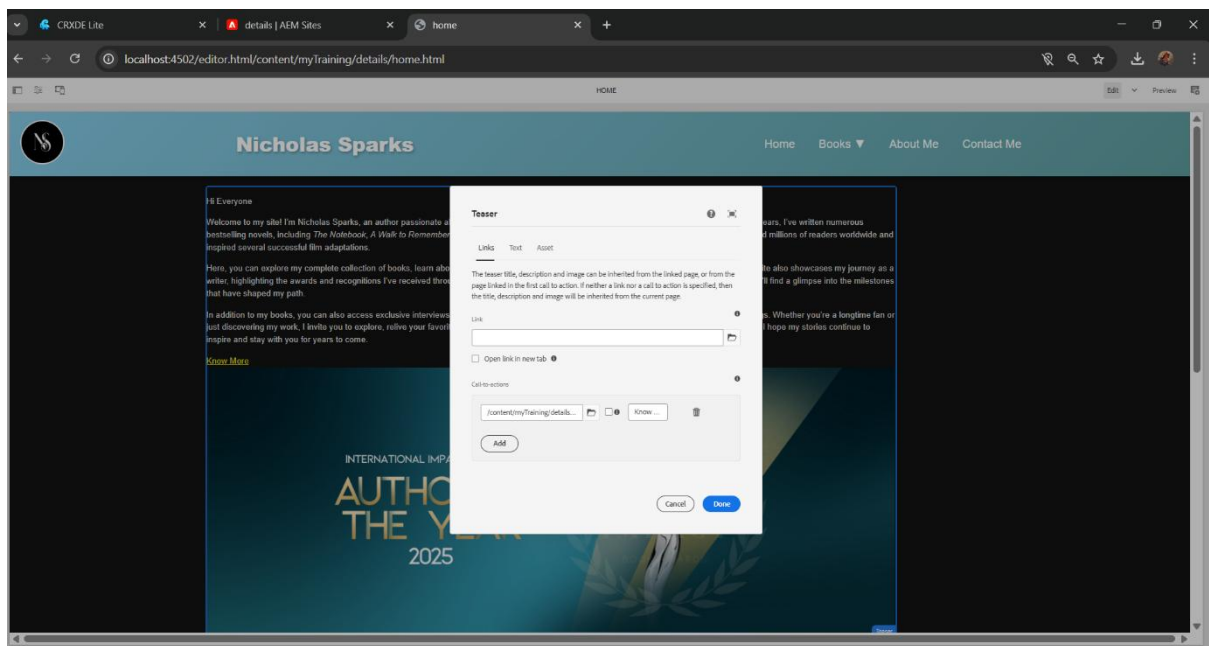 CRXDE Lite
details | AEM Sites
home
localhost:4502/editor.html/content/myTraining/details/home.html
HOME
Edit
Preview
NS
Nicholas Sparks
Home
Books ▼
About Me
Contact Me
Hi Everyone
Welcome to my site! I'm Nicholas Sparks, an author passionate
ears, I've written numerous
bestselling novels, including The Notebook, A Walk to Remember
millions of readers worldwide and
inspired several successful film adaptations.
Here, you can explore my complete collection of books, learn
te also showcases my journey as a
writer, highlighting the awards and recognitions I've received
'll find a glimpse into the milestones
that have shaped my path.
In addition to my books, you can also access exclusive interviews
Whether you're a longtime fan or
just discovering my work, I invite you to explore, relive your
I hope my stories continue to
inspire and stay with you for years to come.
Know More
INTERNATIONAL
AUTHO
THE Y
2025
Teaser
Links
Text
Asset
The teaser title, description and image can be inherited from the linked page, or from the
page linked in the first call to action. If neither a link nor a call to action is specified, then
the title, description and image will be inherited from the current page.
Link
Open link in new tab
Call-to-actions
/content/myTraining/details...
Know ...
Add
Cancel
Done
Teaser